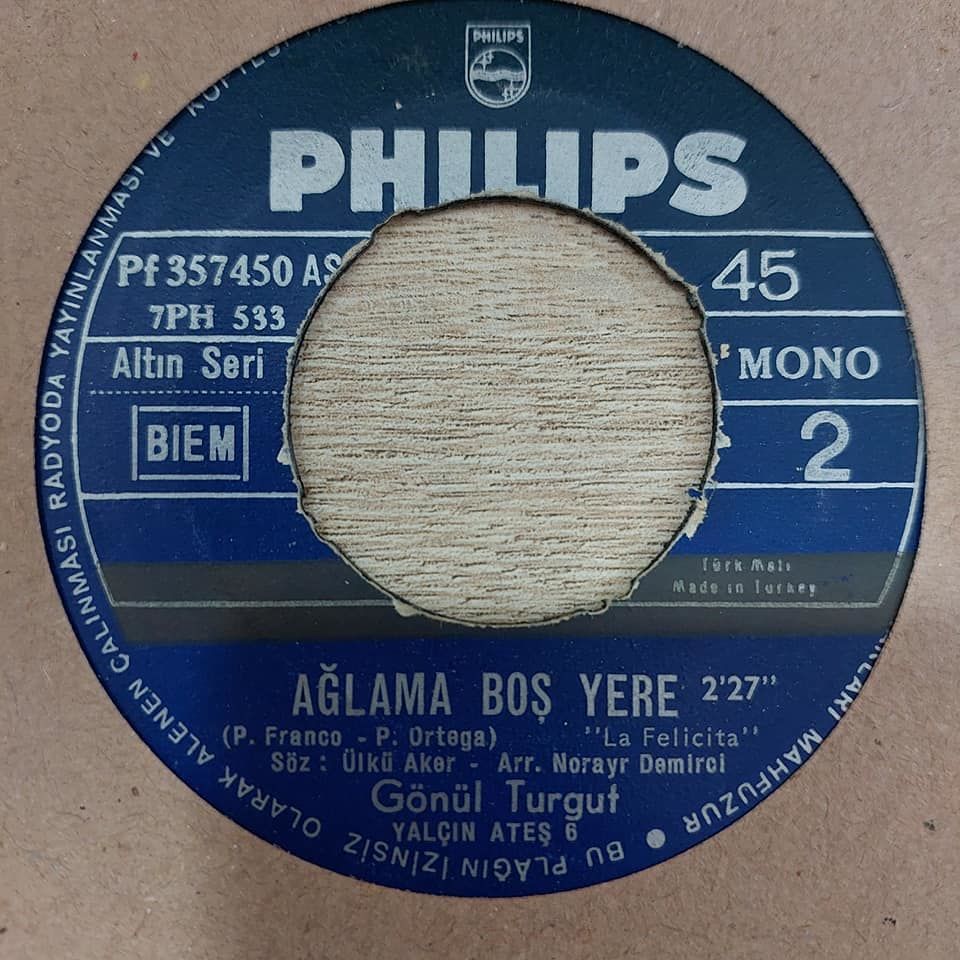 PHILIPS
PHILIPS
Pf 357450 AS
45
7PH 533
Altın Seri
MONO
BIEM
2
Türk Malı
Made in Turkey
AĞLAMA BOŞ YERE 2'27''
(P. Franco - P. Ortega) ''La Felicita''
Söz : Ülkü Aker - Arr. Norayr Demirci
Gönül Turgut
YALÇIN ATEŞ 6
BU PLÂĞIN İZİNSİZ OLARAK ALENEN ÇALINMASI RADYODA YAYINLANMASI VE
MAHFUZUR